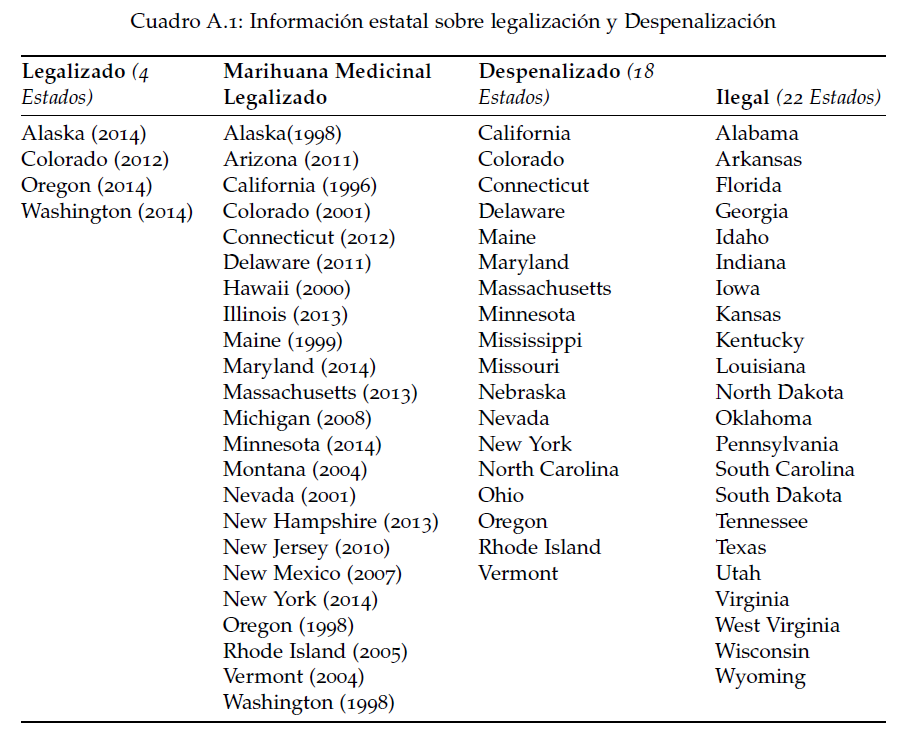 Cuadro A.1: Información estatal sobre legalización y Despenalización
Legalizado (4 Estados) Marihuana Medicinal Legalizado Despenalizado (18 Estados) Ilegal (22 Estados)
Alaska (2014) Alaska(1998) California Alabama
Colorado (2012) Arizona (2011) Colorado Arkansas
Oregon (2014) California (1996) Connecticut Florida
Washington (2014) Colorado (2001) Delaware Georgia
Connecticut (2012) Maine Idaho
Delaware (2011) Maryland Indiana
Hawaii (2000) Massachusetts Iowa
Illinois (2013) Minnesota Kansas
Maine (1999) Mississippi Kentucky
Maryland (2014) Missouri Louisiana
Massachusetts (2013) Nebraska North Dakota
Michigan (2008) Nevada Oklahoma
Minnesota (2014) New York Pennsylvania
Montana (2004) North Carolina South Carolina
Nevada (2001) Ohio South Dakota
New Hampshire (2013) Oregon Tennessee
New Jersey (2010) Rhode Island Texas
New Mexico (2007) Vermont Utah
New York (2014) Virginia
Oregon (1998) West Virginia
Rhode Island (2005) Wisconsin
Vermont (2004) Wyoming
Washington (1998)